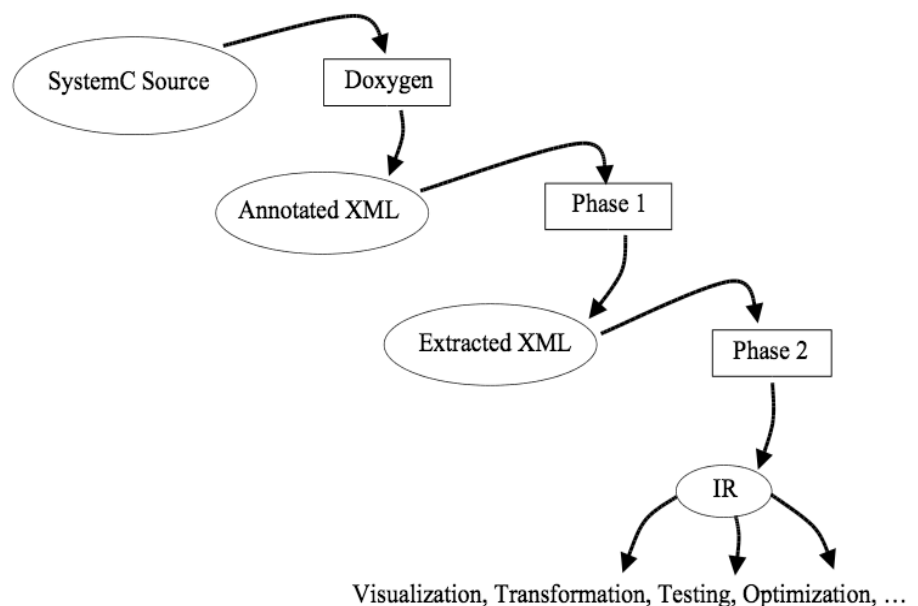 SystemC Source
Doxygen
Annotated XML
Phase 1
Extracted XML
Phase 2
IR
Visualization, Transformation, Testing, Optimization, …